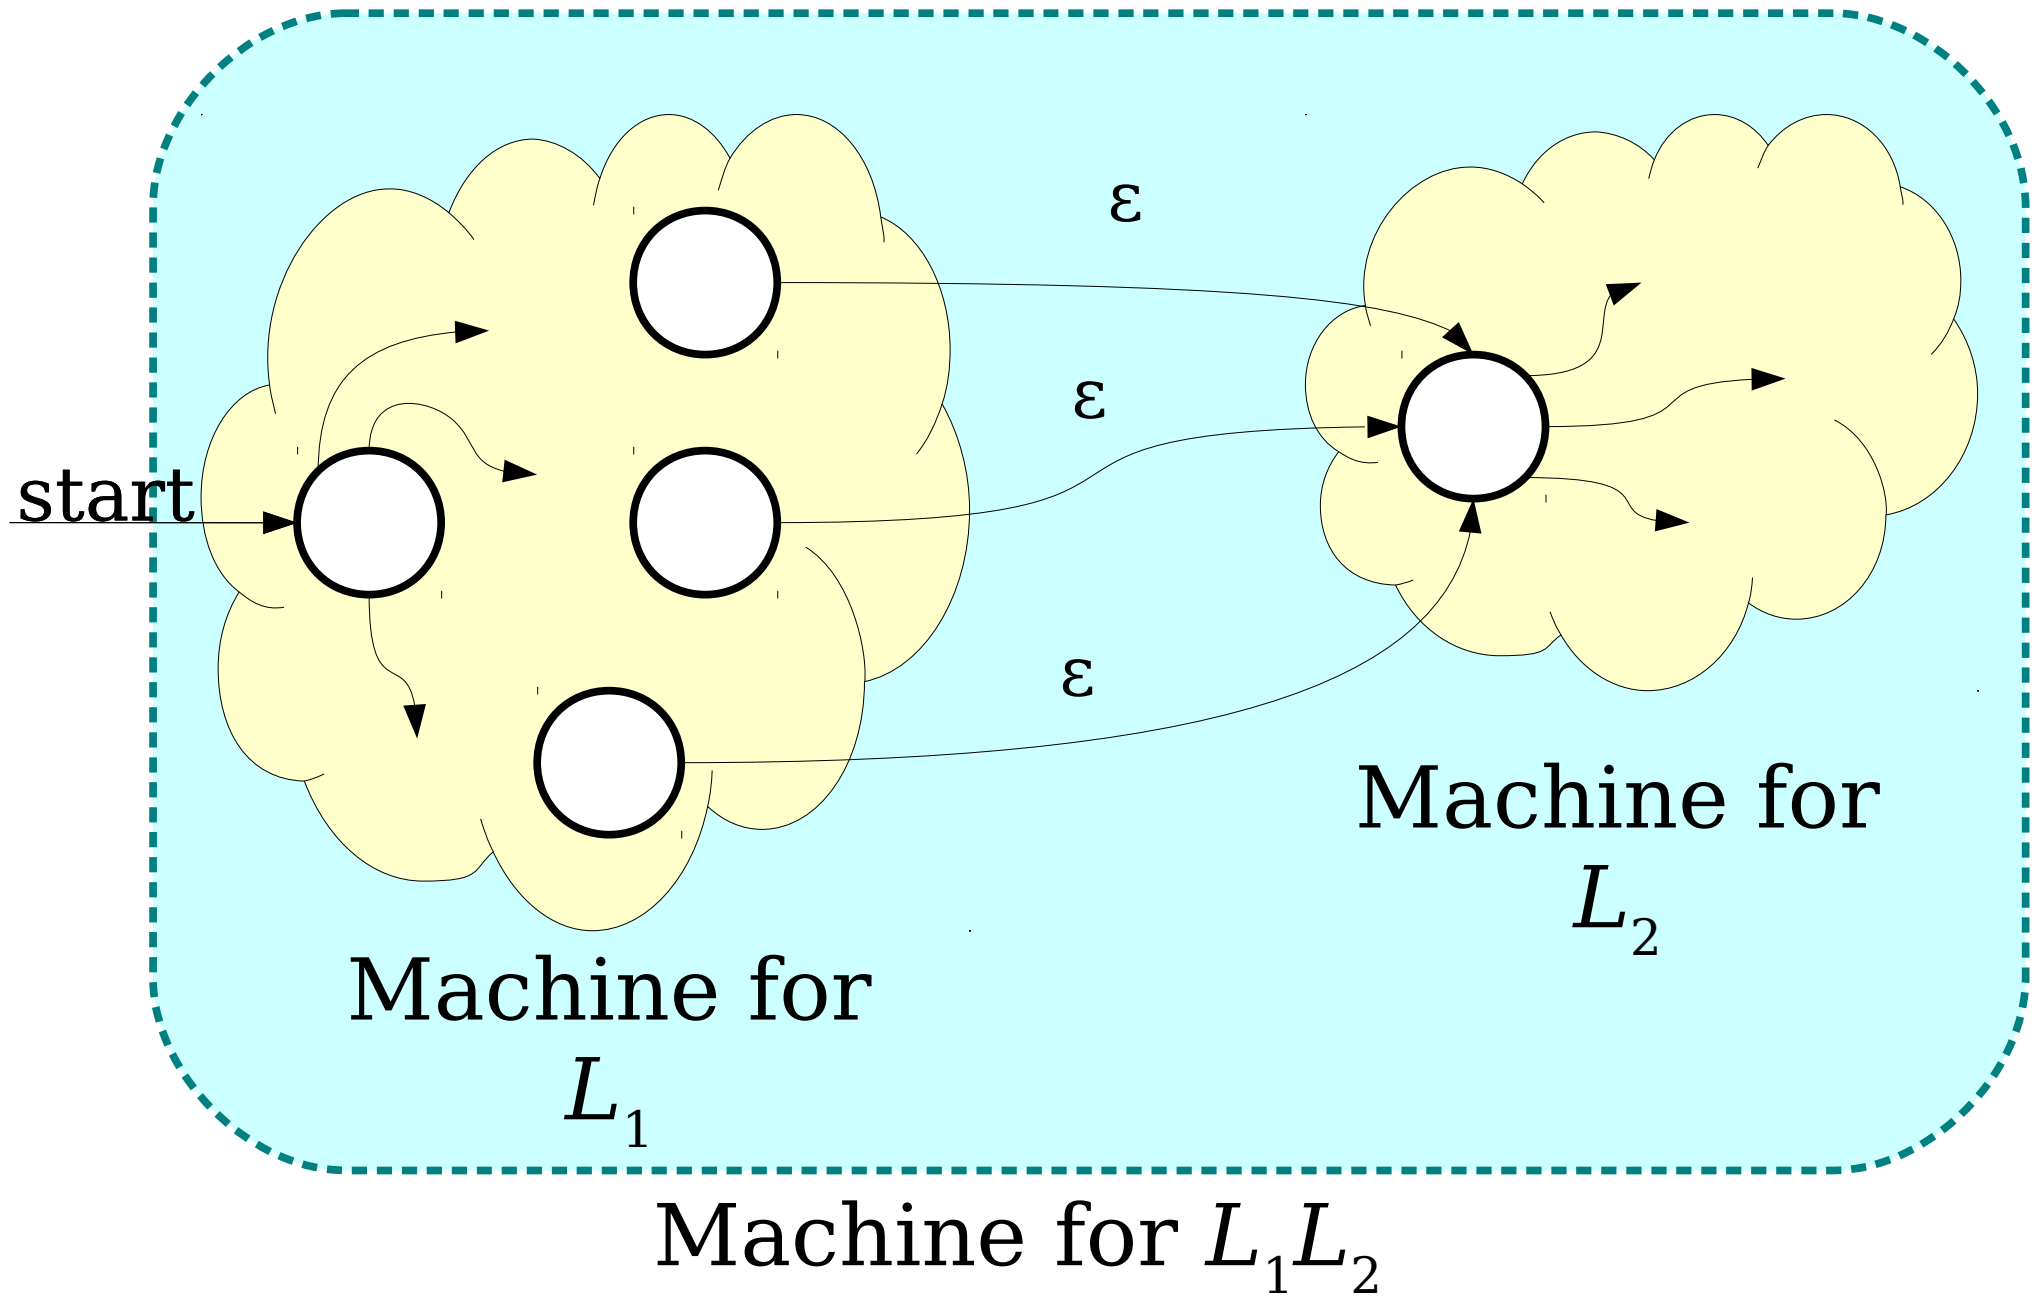 ε
ε
start
ε
Machine for
L₂
Machine for
L₁
Machine for L₁L₂